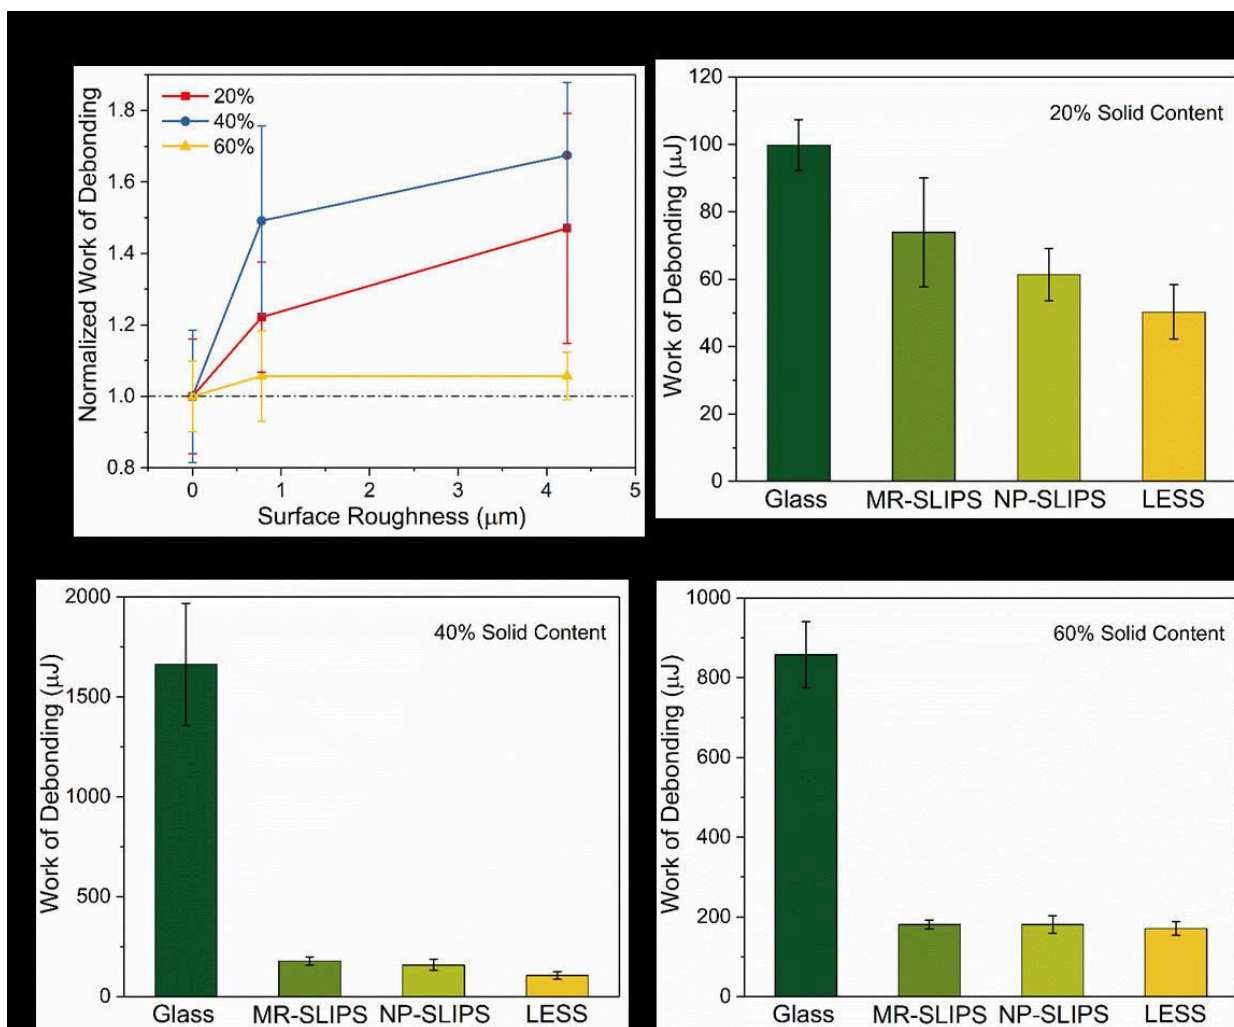 Normalized Work of Debonding
20%
40%
60%
1.8
1.6
1.4
1.2
1.0
0.8
0 1 2 3 4 5
Surface Roughness (μm)
Work of Debonding (μJ)
20% Solid Content
120
100
80
60
40
20
0
Glass MR-SLIPS NP-SLIPS LESS
Work of Debonding (μJ)
40% Solid Content
2000
1500
1000
500
0
Glass MR-SLIPS NP-SLIPS LESS
Work of Debonding (μJ)
60% Solid Content
1000
800
600
400
200
0
Glass MR-SLIPS NP-SLIPS LESS